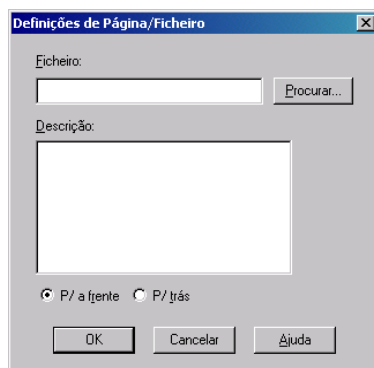 Definições de Página/Ficheiro
Ficheiro:
Procurar...
Descrição:
P/ a frente P/ trás
OK Cancelar Ajuda